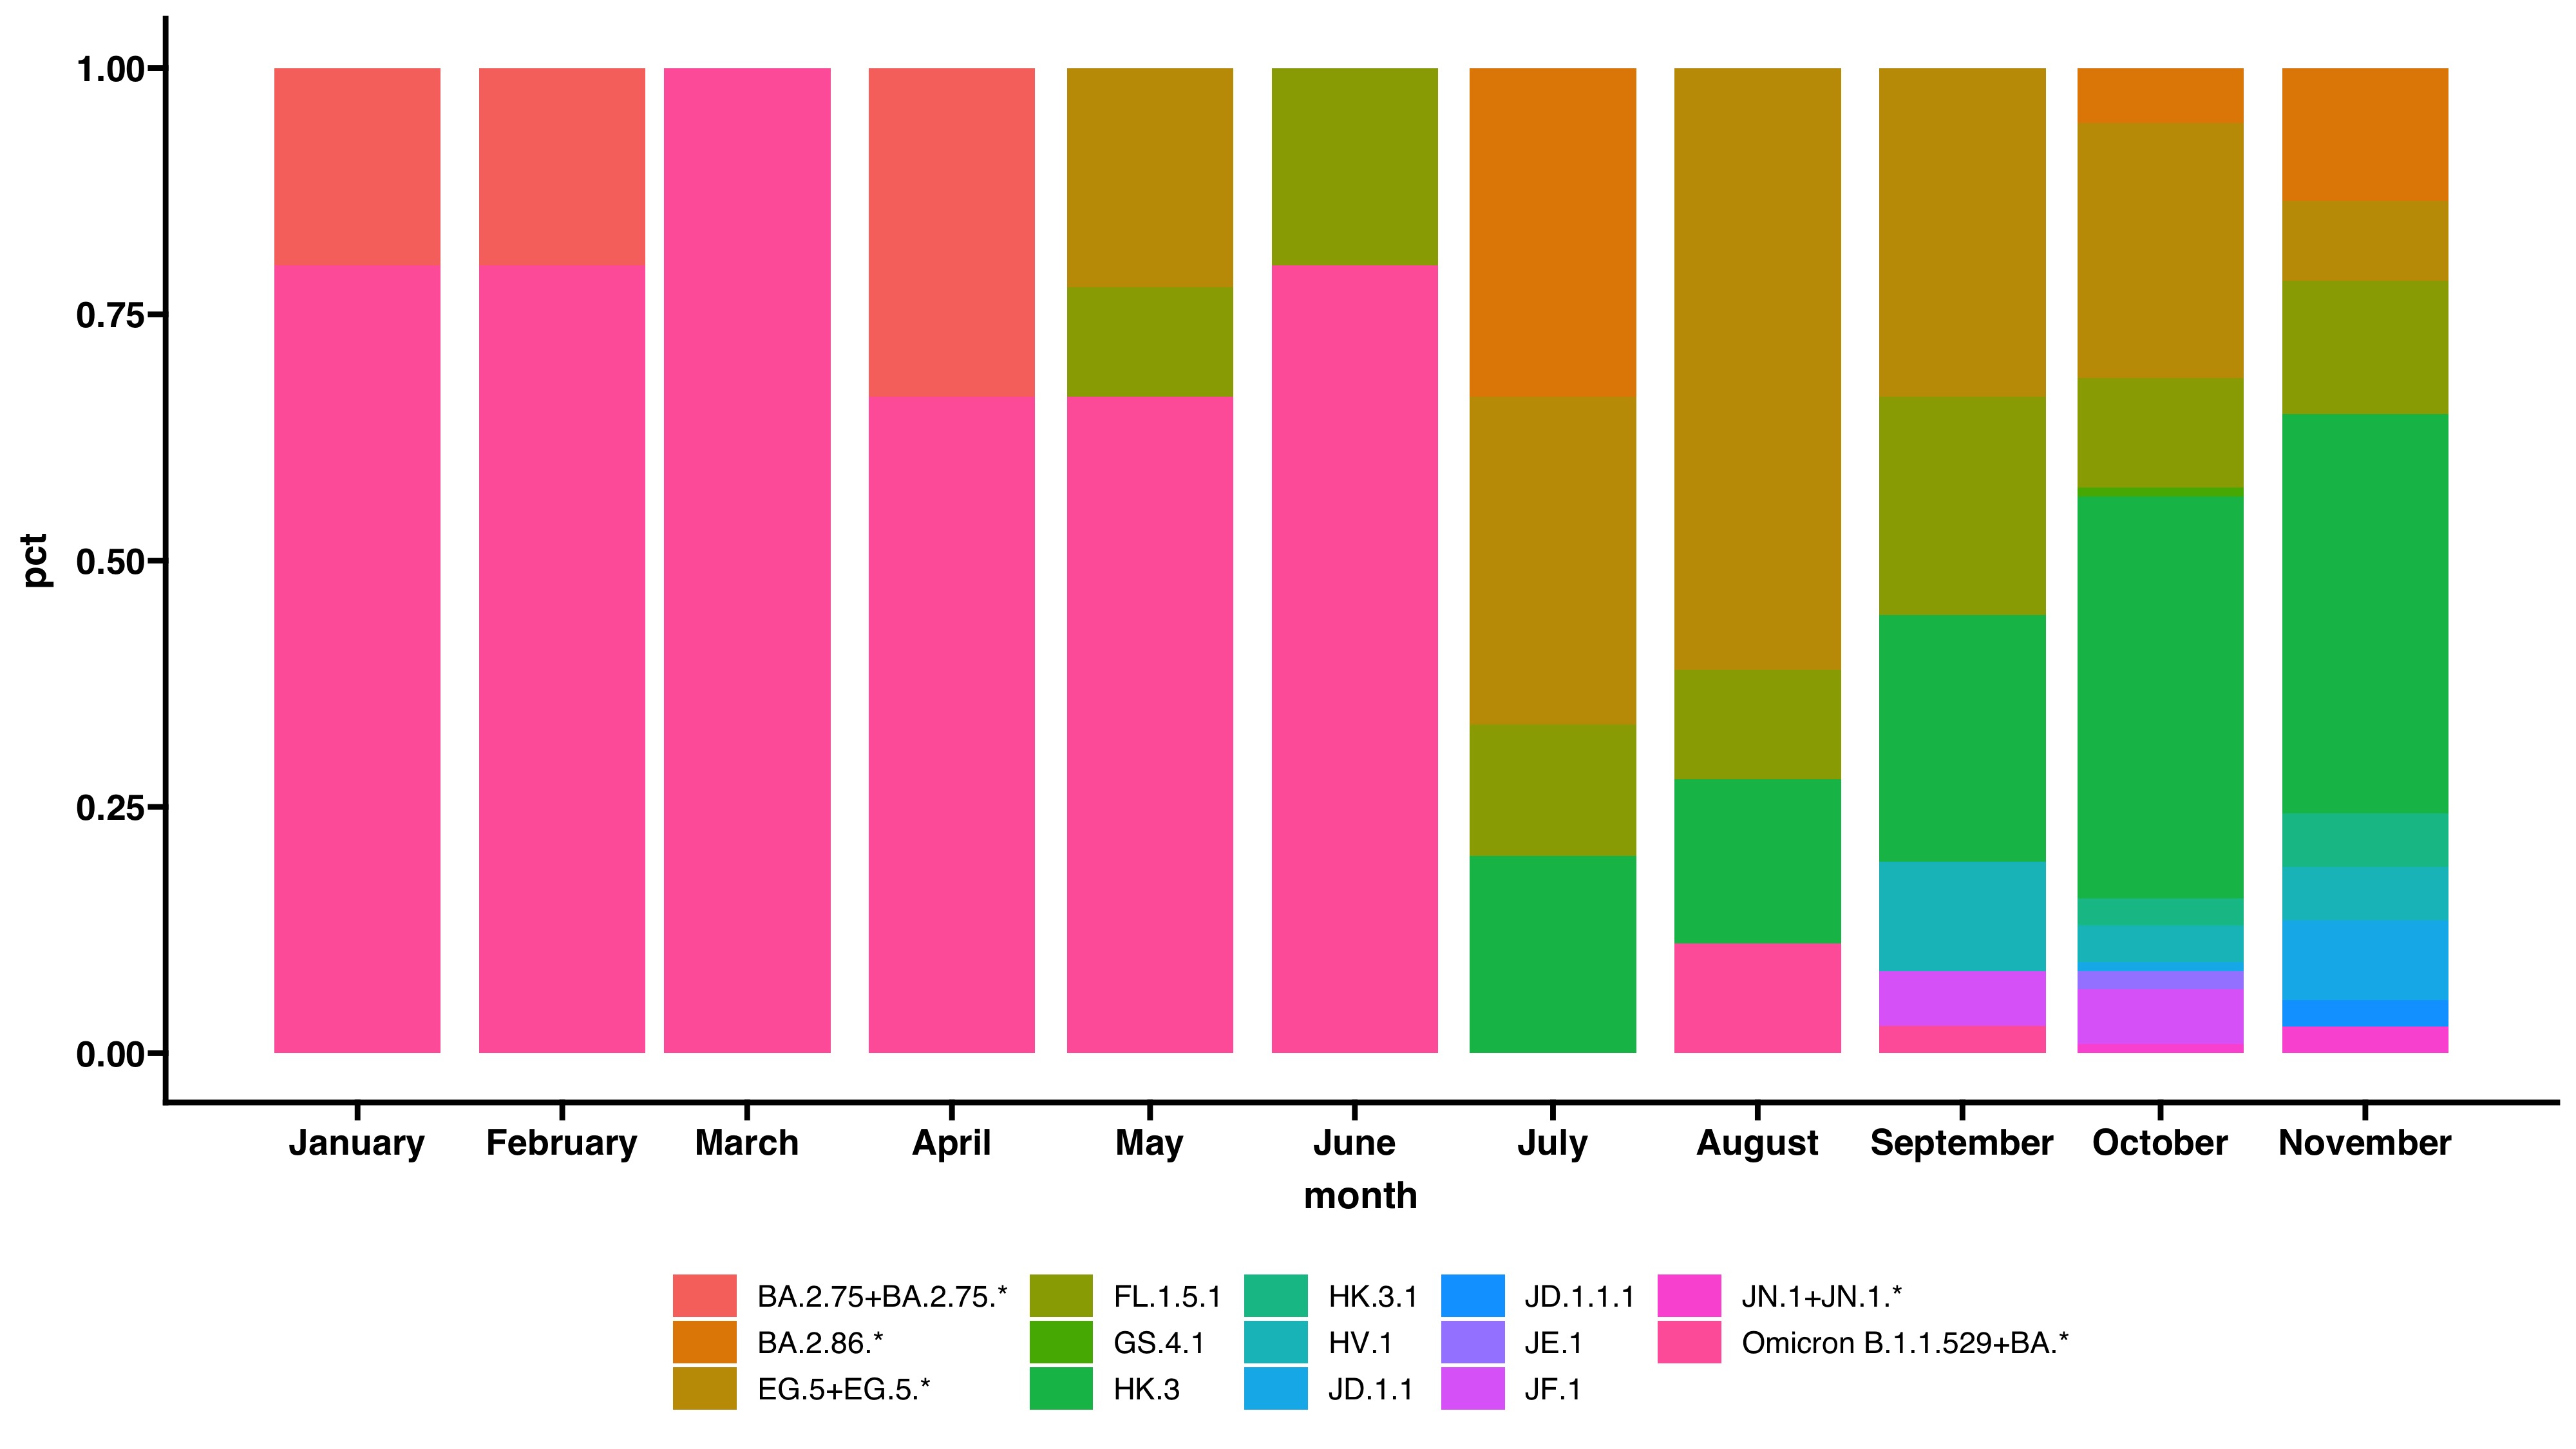 pct
1.00
0.75
0.50
0.25
0.00
January February March April May June July August September October November
month
BA.2.75+BA.2.75.* FL.1.5.1 HK.3.1 JD.1.1.1 JN.1+JN.1.*
BA.2.86.* GS.4.1 HV.1 JE.1 Omicron B.1.1.529+BA.*
EG.5+EG.5.* HK.3 JD.1.1 JF.1